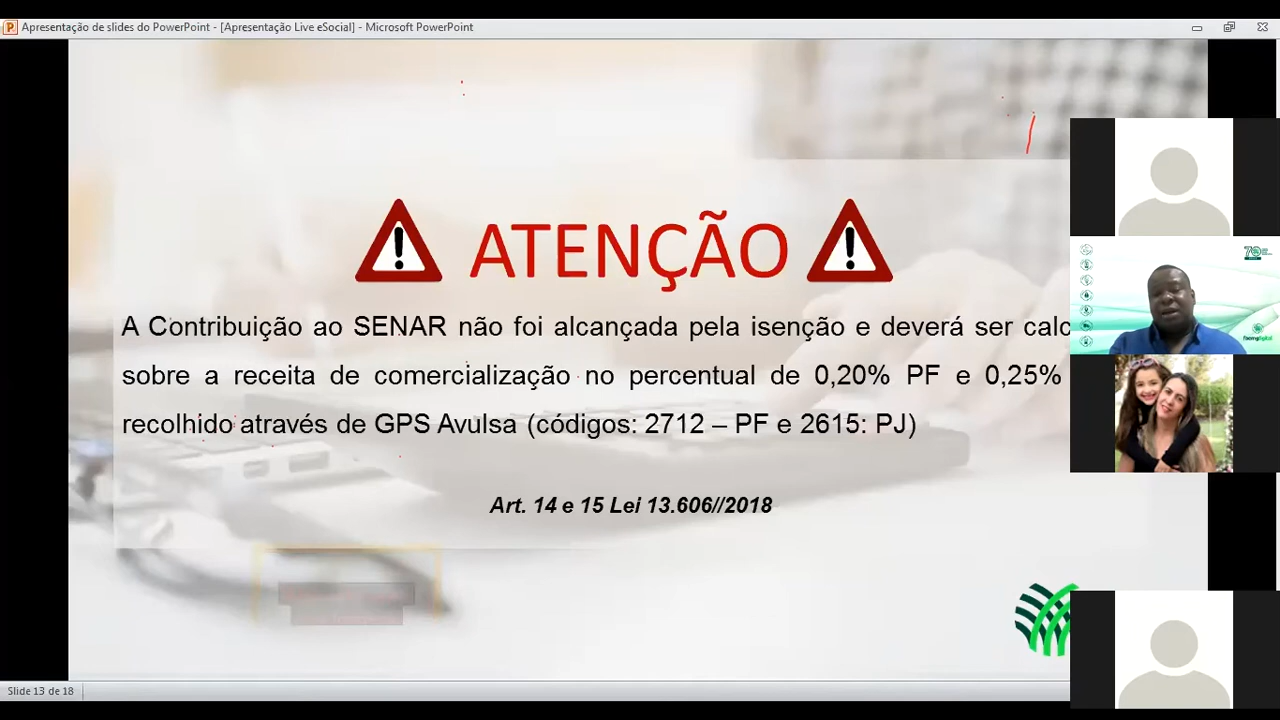 Apresentação de slides do PowerPoint - [Apresentação Live eSocial] - Microsoft PowerPoint
ATENÇÃO
A Contribuição ao SENAR não foi alcançada pela isenção e deverá ser calc
sobre a receita de comercialização no percentual de 0,20% PF e 0,25%
recolhido através de GPS Avulsa (códigos: 2712 – PF e 2615: PJ)
Art. 14 e 15 Lei 13.606//2018
Slide 13 de 18